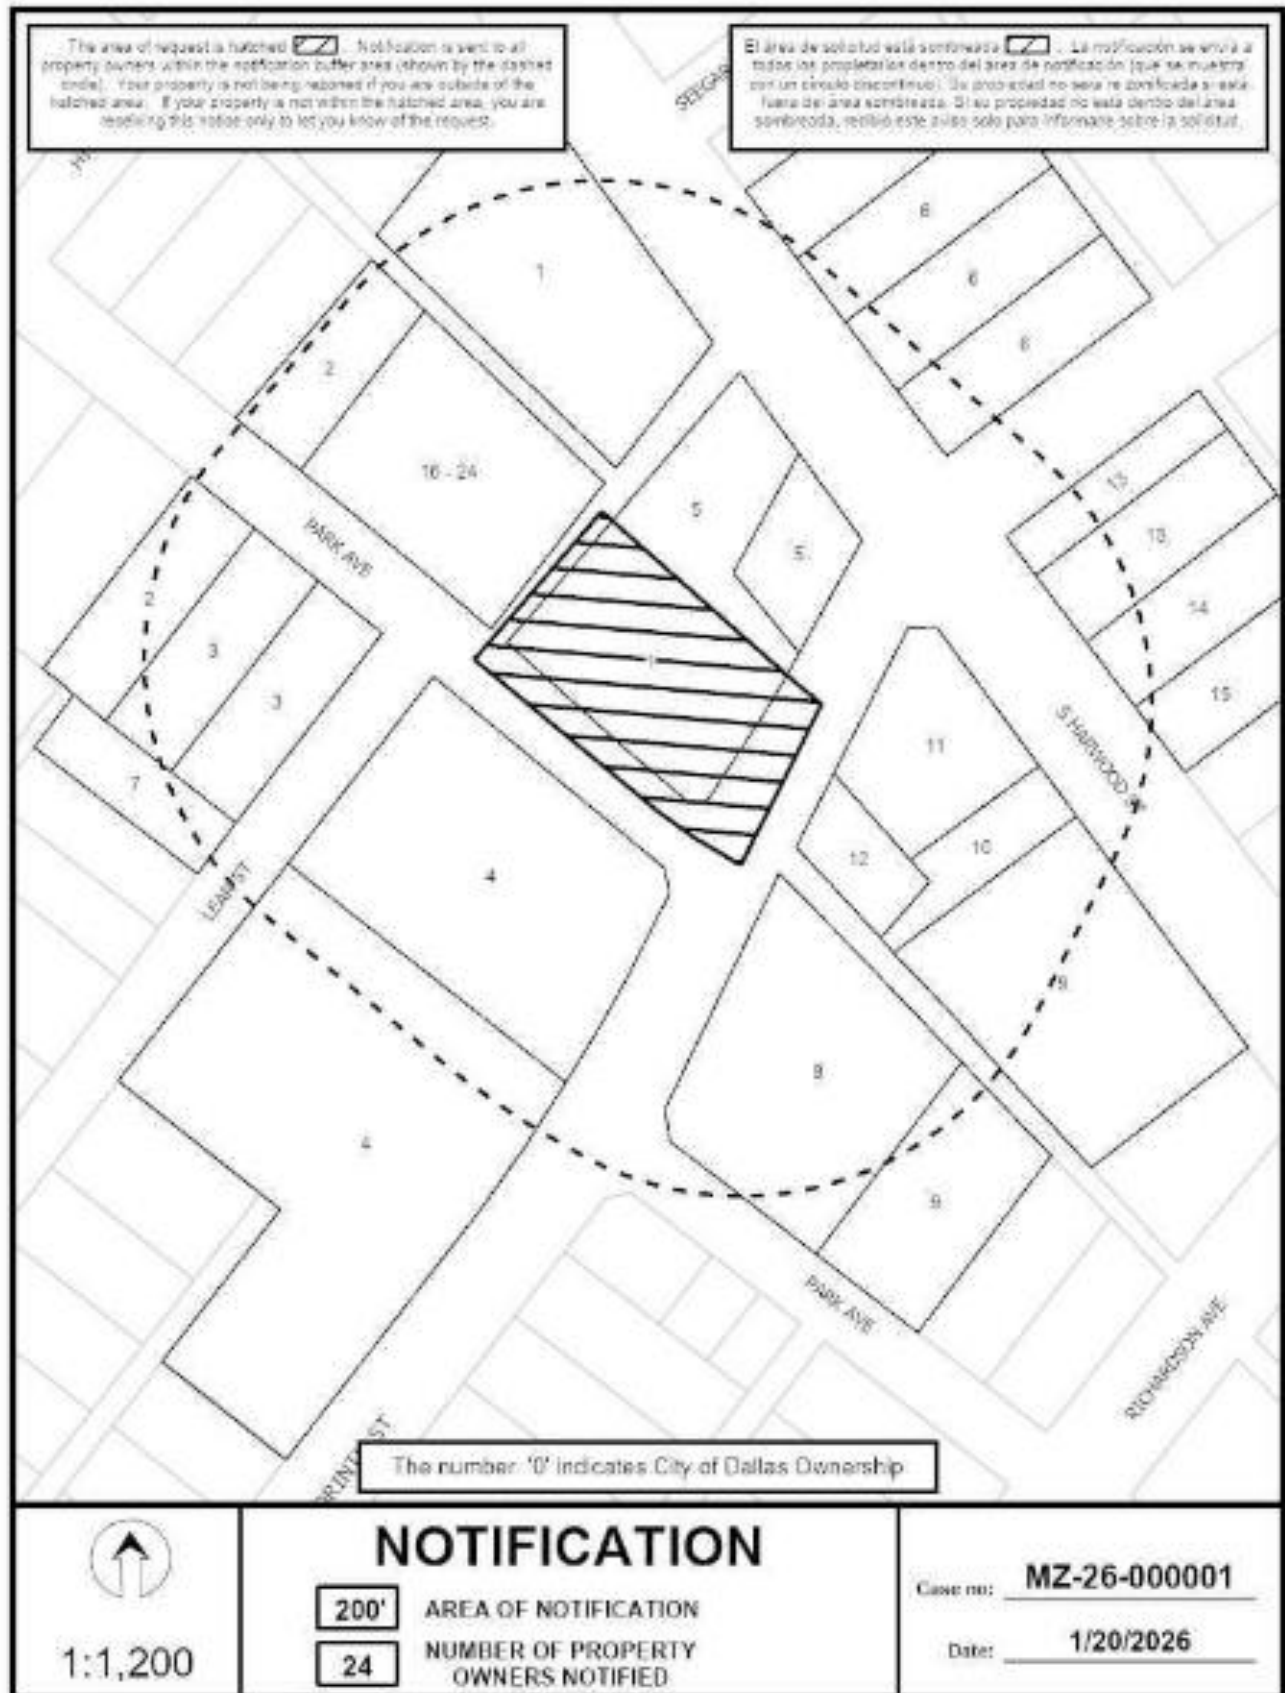 The area of request is hatched . Notification is sent to all
property owners within the notification buffer area (shown by the dashed
circle). Your property is not being rezoned if you are outside of the
hatched area. If your property is not within the hatched area, you are
receiving this notice only to let you know of the request.
El área de solicitud está sombreada . La notificación se envía a
todos los propietarios dentro del área de notificación (que se muestra
con un círculo discontinuo). Su propiedad no será re zonificada si está
fuera del área sombreada. Si su propiedad no está dentro del área
sombreada, recibió este aviso solo para informarle sobre la solicitud.
1
6
6
6
2
16 - 24
5
5
13
13
14
15
PARK AVE
2
3
3
7
1
11
10
12
S HARWOOD ST
4
LEAR ST
9
8
4
9
PARK AVE
RICHARDSON AVE
The number '0' indicates City of Dallas Ownership
1:1,200
NOTIFICATION
200' AREA OF NOTIFICATION
24 NUMBER OF PROPERTY
OWNERS NOTIFIED
Case no: MZ-26-000001
Date: 1/20/2026